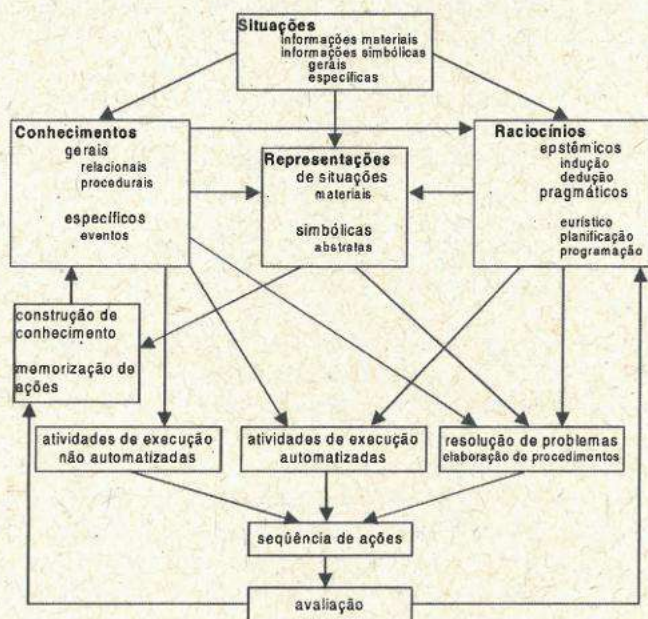 Situações
informações materiais
informações simbólicas
gerais
específicas
Conhecimentos
gerais
relacionais
procedurais
específicos
eventos
Representações
de situações
materiais
simbólicas
abstratas
Raciocínios
epstêmicos
indução
dedução
pragmáticos
eurístico
planificação
programação
construção de
conhecimento
memorização de
ações
atividades de execução
não automatizadas
atividades de execução
automatizadas
resolução de problemas
elaboração de procedimentos
seqüência de ações
avaliação